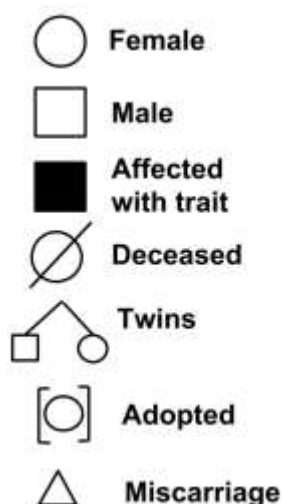 Female
Male
Affected
with trait
Deceased
Twins
Adopted
Miscarriage